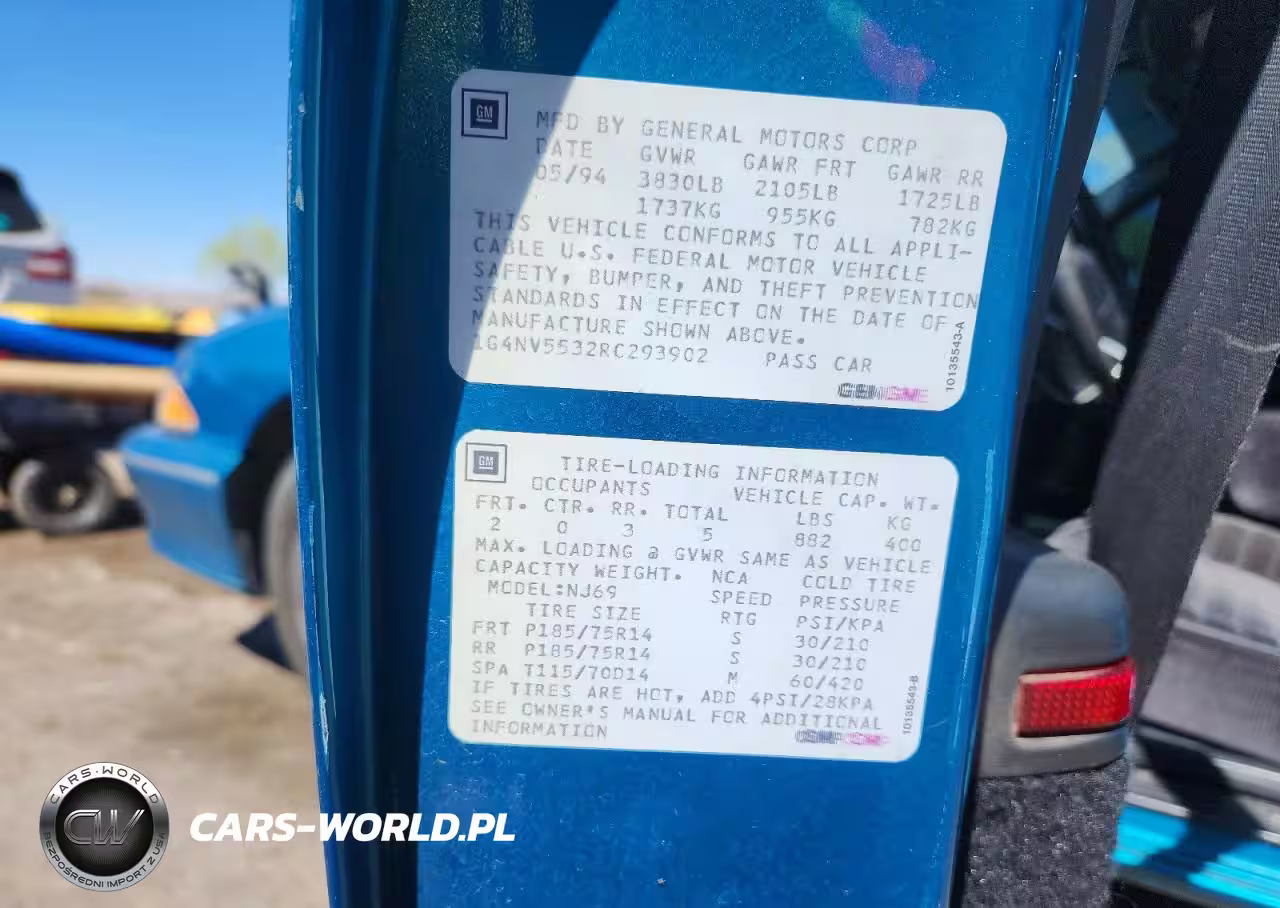 GM
MFD BY GENERAL MOTORS CORP
DATE GVWR GAWR FRT GAWR RR
05/94 3830LB 2105LB 1725LB
1737KG 955KG 782KG
THIS VEHICLE CONFORMS TO ALL APPLI-
CABLE U.S. FEDERAL MOTOR VEHICLE
SAFETY, BUMPER, AND THEFT PREVENTION
STANDARDS IN EFFECT ON THE DATE OF
MANUFACTURE SHOWN ABOVE.
1G4NV5532RC293902 PASS CAR
10135543-A
GM
TIRE-LOADING INFORMATION
OCCUPANTS VEHICLE CAP. WT.
FRT. CTR. RR. TOTAL LBS KG
2 0 3 5 882 400
MAX. LOADING @ GVWR SAME AS VEHICLE
CAPACITY WEIGHT. NCA COLD TIRE
MODEL:NJ69 SPEED PRESSURE
TIRE SIZE RTG PSI/KPA
FRT P185/75R14 S 30/210
RR P185/75R14 S 30/210
SPA T115/70D14 M 60/420
IF TIRES ARE HOT, ADD 4PSI/28KPA
SEE OWNER'S MANUAL FOR ADDITIONAL
INFORMATION
10135543-B
CARS-WORLD
CW
BEZPOŚREDNI IMPORT Z USA
CARS-WORLD.PL